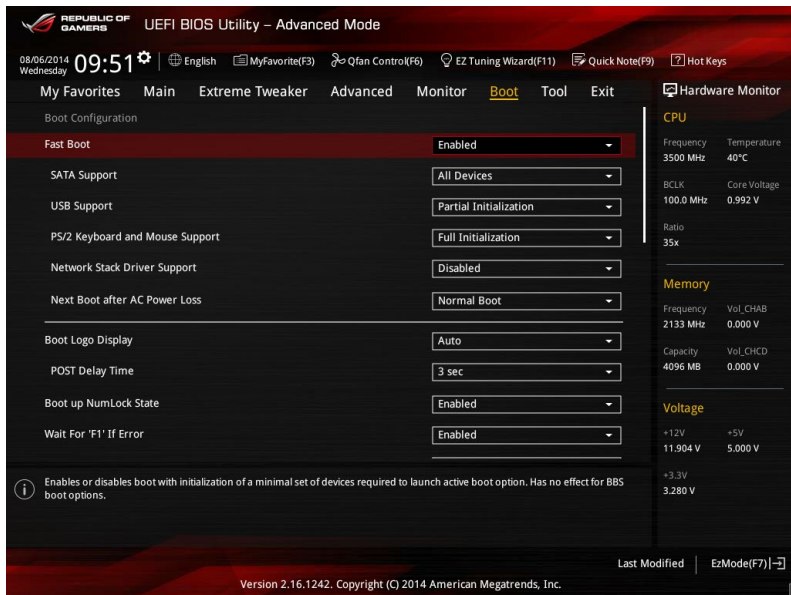 REPUBLIC OF
GAMERS
UEFI BIOS Utility – Advanced Mode
08/06/2014
Wednesday
09:51
English
MyFavorite(F3)
Qfan Control(F6)
EZ Tuning Wizard(F11)
Quick Note(F9)
? Hot Keys
My Favorites Main Extreme Tweaker Advanced Monitor Boot Tool Exit
Boot Configuration
Fast Boot Enabled
SATA Support All Devices
USB Support Partial Initialization
PS/2 Keyboard and Mouse Support Full Initialization
Network Stack Driver Support Disabled
Next Boot after AC Power Loss Normal Boot
Boot Logo Display Auto
POST Delay Time 3 sec
Boot up NumLock State Enabled
Wait For 'F1' If Error Enabled
i
Enables or disables boot with initialization of a minimal set of devices required to launch active boot option. Has no effect for BBS
boot options.
Hardware Monitor
CPU
Frequency Temperature
3500 MHz 40°C
BCLK Core Voltage
100.0 MHz 0.992 V
Ratio
35x
Memory
Frequency Vol_CHAB
2133 MHz 0.000 V
Capacity Vol_CHCD
4096 MB 0.000 V
Voltage
+12V +5V
11.904 V 5.000 V
+3.3V
3.280 V
Last Modified
EzMode(F7)
Version 2.16.1242. Copyright (C) 2014 American Megatrends, Inc.